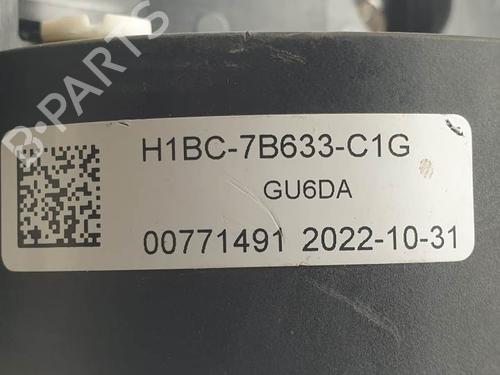 B-PARTS
H1BC-7B633-C1G
GU6DA
00771491 2022-10-31